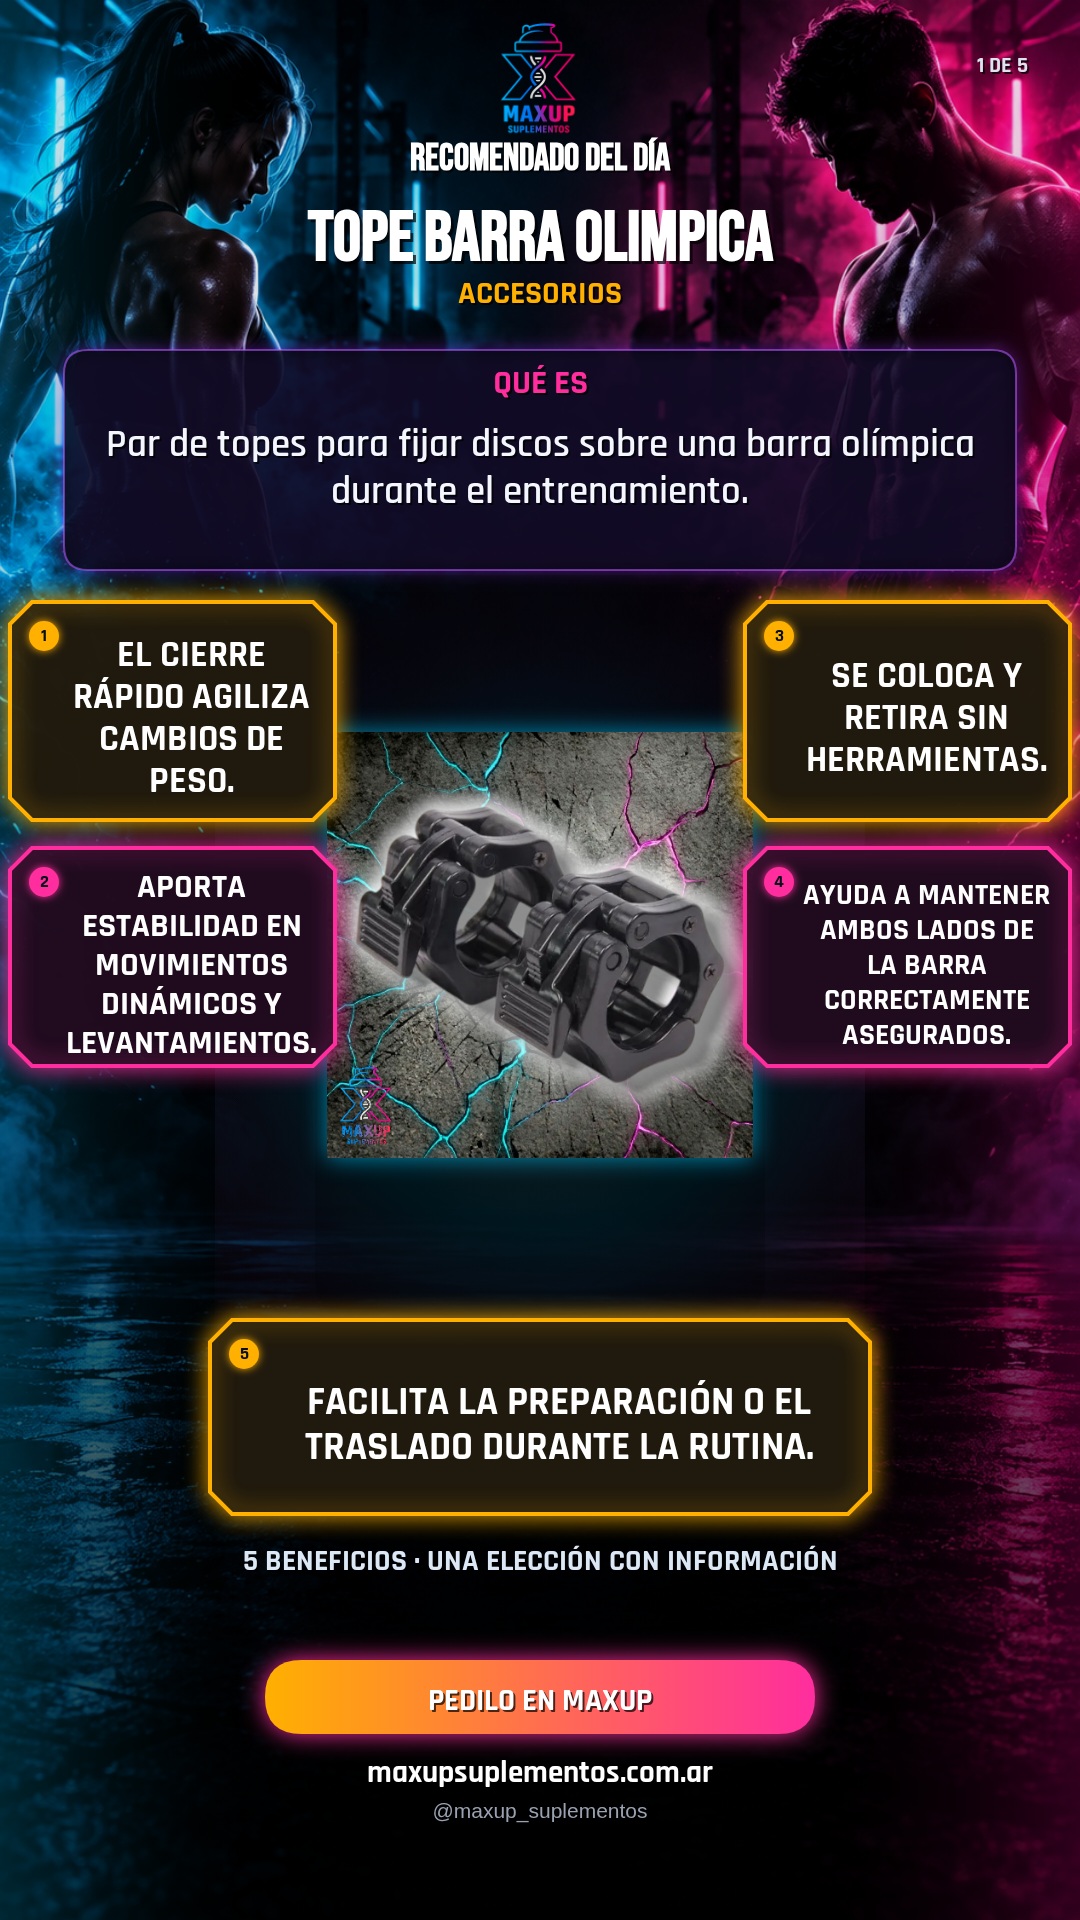 1 DE 5
MAXUP
SUPLEMENTOS
RECOMENDADO DEL DÍA
TOPE BARRA OLIMPICA
ACCESORIOS
QUÉ ES
Par de topes para fijar discos sobre una barra olímpica
durante el entrenamiento.
1
EL CIERRE
RÁPIDO AGILIZA
CAMBIOS DE
PESO.
2
APORTA
ESTABILIDAD EN
MOVIMIENTOS
DINÁMICOS Y
LEVANTAMIENTOS.
3
SE COLOCA Y
RETIRA SIN
HERRAMIENTAS.
4
AYUDA A MANTENER
AMBOS LADOS DE
LA BARRA
CORRECTAMENTE
ASEGURADOS.
MAXUP
5
FACILITA LA PREPARACIÓN O EL
TRASLADO DURANTE LA RUTINA.
5 BENEFICIOS · UNA ELECCIÓN CON INFORMACIÓN
PEDILO EN MAXUP
maxupsuplementos.com.ar
@maxup_suplementos